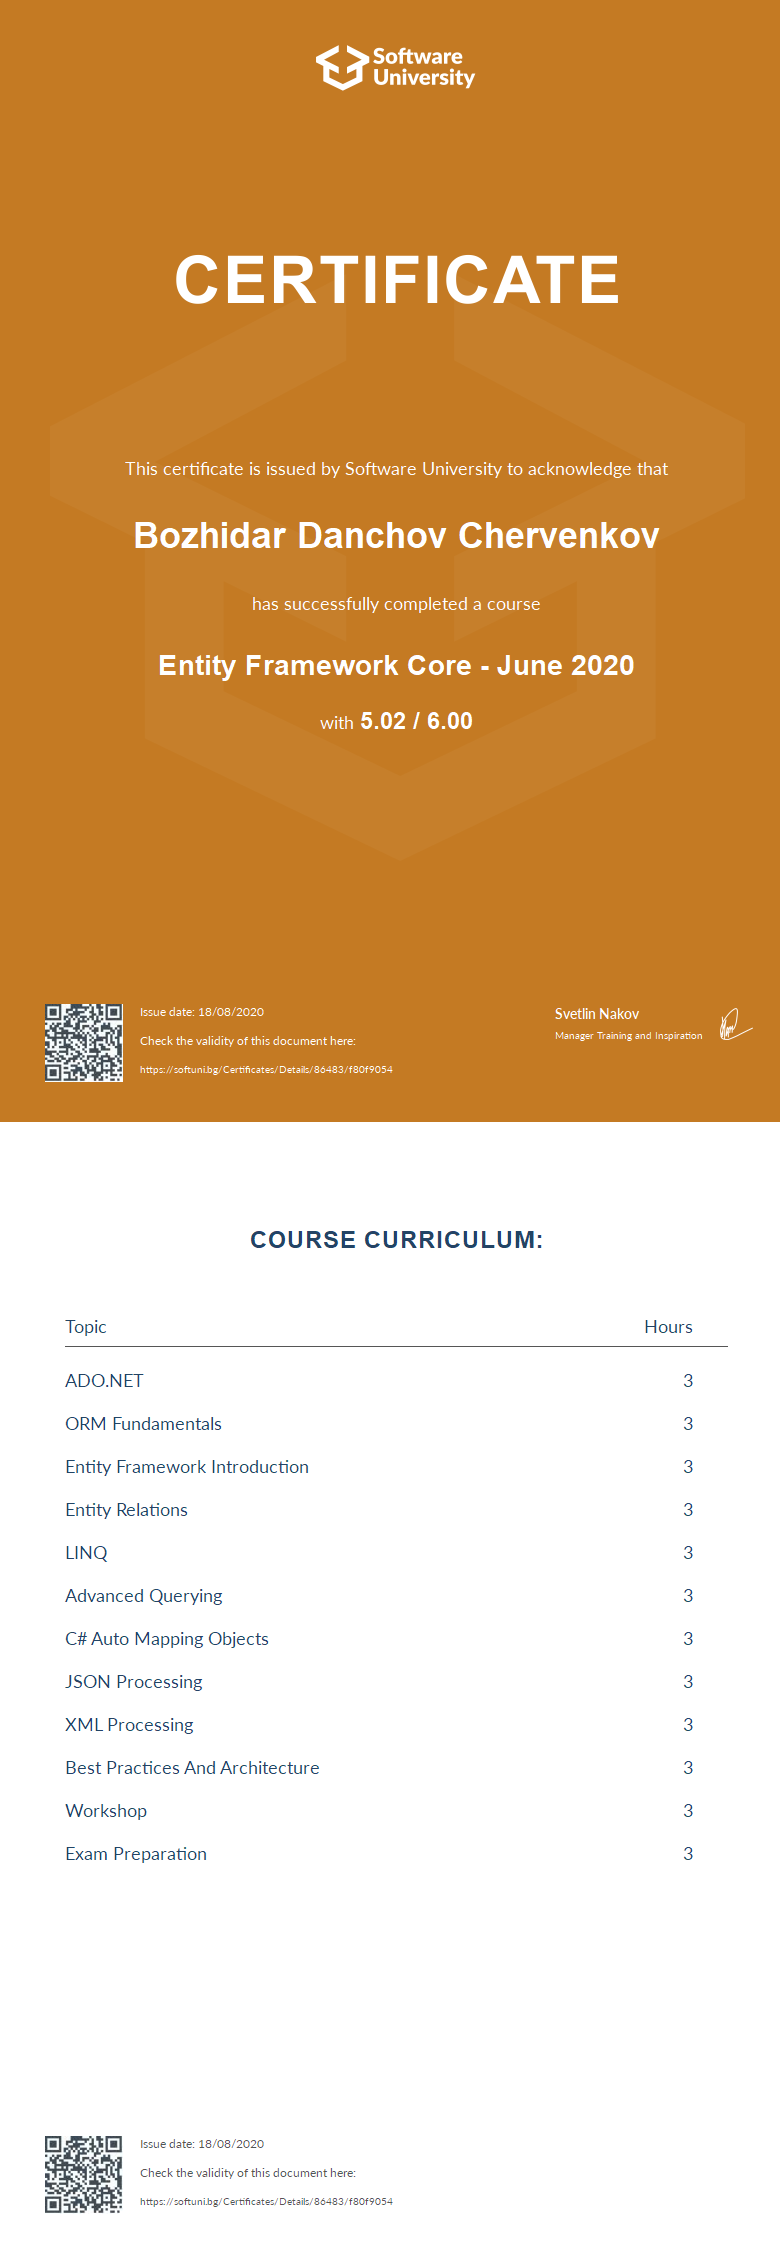 Software
University
CERTIFICATE
This certificate is issued by Software University to acknowledge that
Bozhidar Danchov Chervenkov
has successfully completed a course
Entity Framework Core - June 2020
with 5.02 / 6.00
Issue date: 18/08/2020
Check the validity of this document here:
https://softuni.bg/Certificates/Details/86483/f80f9054
Svetlin Nakov
Manager Training and Inspiration
COURSE CURRICULUM:
Topic Hours
ADO.NET 3
ORM Fundamentals 3
Entity Framework Introduction 3
Entity Relations 3
LINQ 3
Advanced Querying 3
C# Auto Mapping Objects 3
JSON Processing 3
XML Processing 3
Best Practices And Architecture 3
Workshop 3
Exam Preparation 3
Issue date: 18/08/2020
Check the validity of this document here:
https://softuni.bg/Certificates/Details/86483/f80f9054